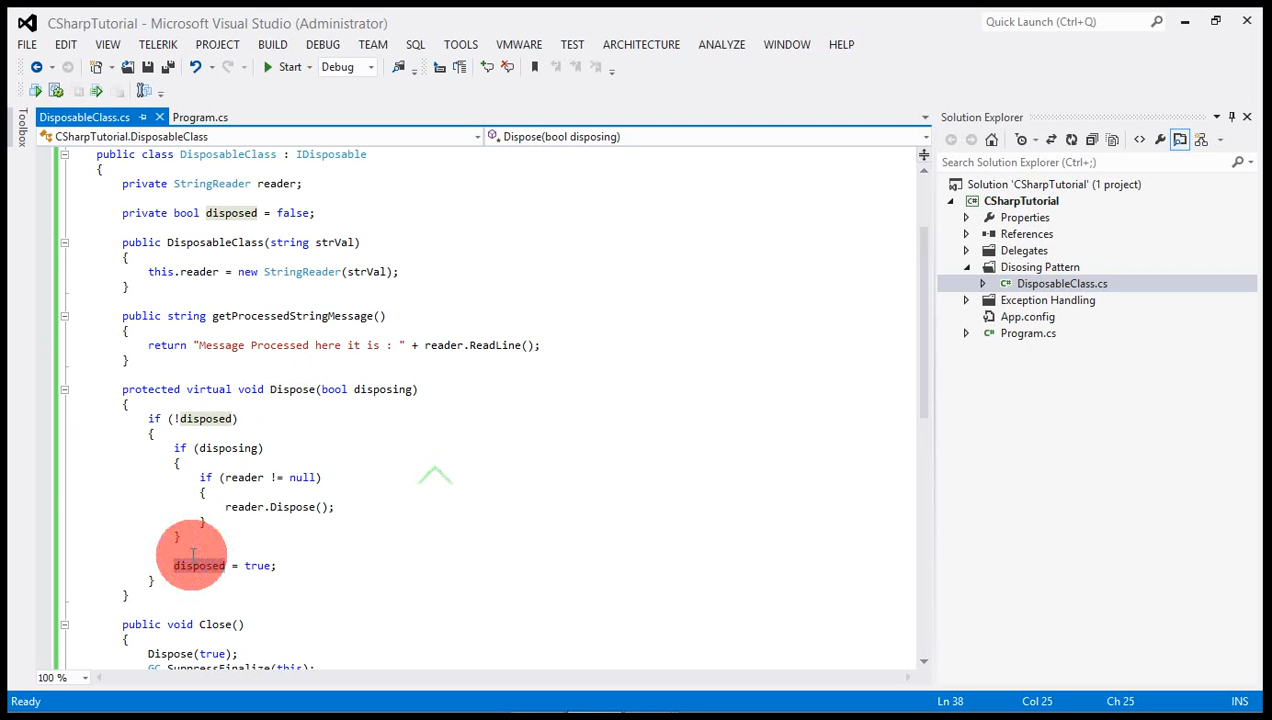 CSharpTutorial - Microsoft Visual Studio (Administrator)
Quick Launch (Ctrl+Q)
FILE EDIT VIEW TELERIK PROJECT BUILD DEBUG TEAM SQL TOOLS VMWARE TEST ARCHITECTURE ANALYZE WINDOW HELP
Start Debug
Toolbox
DisposableClass.cs Program.cs
CSharpTutorial.DisposableClass Dispose(bool disposing)
public class DisposableClass : IDisposable
{
private StringReader reader;
private bool disposed = false;
public DisposableClass(string strVal)
{
this.reader = new StringReader(strVal);
}
public string getProcessedStringMessage()
{
return "Message Processed here it is : " + reader.ReadLine();
}
protected virtual void Dispose(bool disposing)
{
if (!disposed)
{
if (disposing)
{
if (reader != null)
{
reader.Dispose();
}
}
disposed = true;
}
}
public void Close()
{
Dispose(true);
GC.SuppressFinalize(this);
100 %
Solution Explorer
Search Solution Explorer (Ctrl+;)
Solution 'CSharpTutorial' (1 project)
CSharpTutorial
Properties
References
Delegates
Disosing Pattern
DisposableClass.cs
Exception Handling
App.config
Program.cs
Ready Ln 38 Col 25 Ch 25 INS